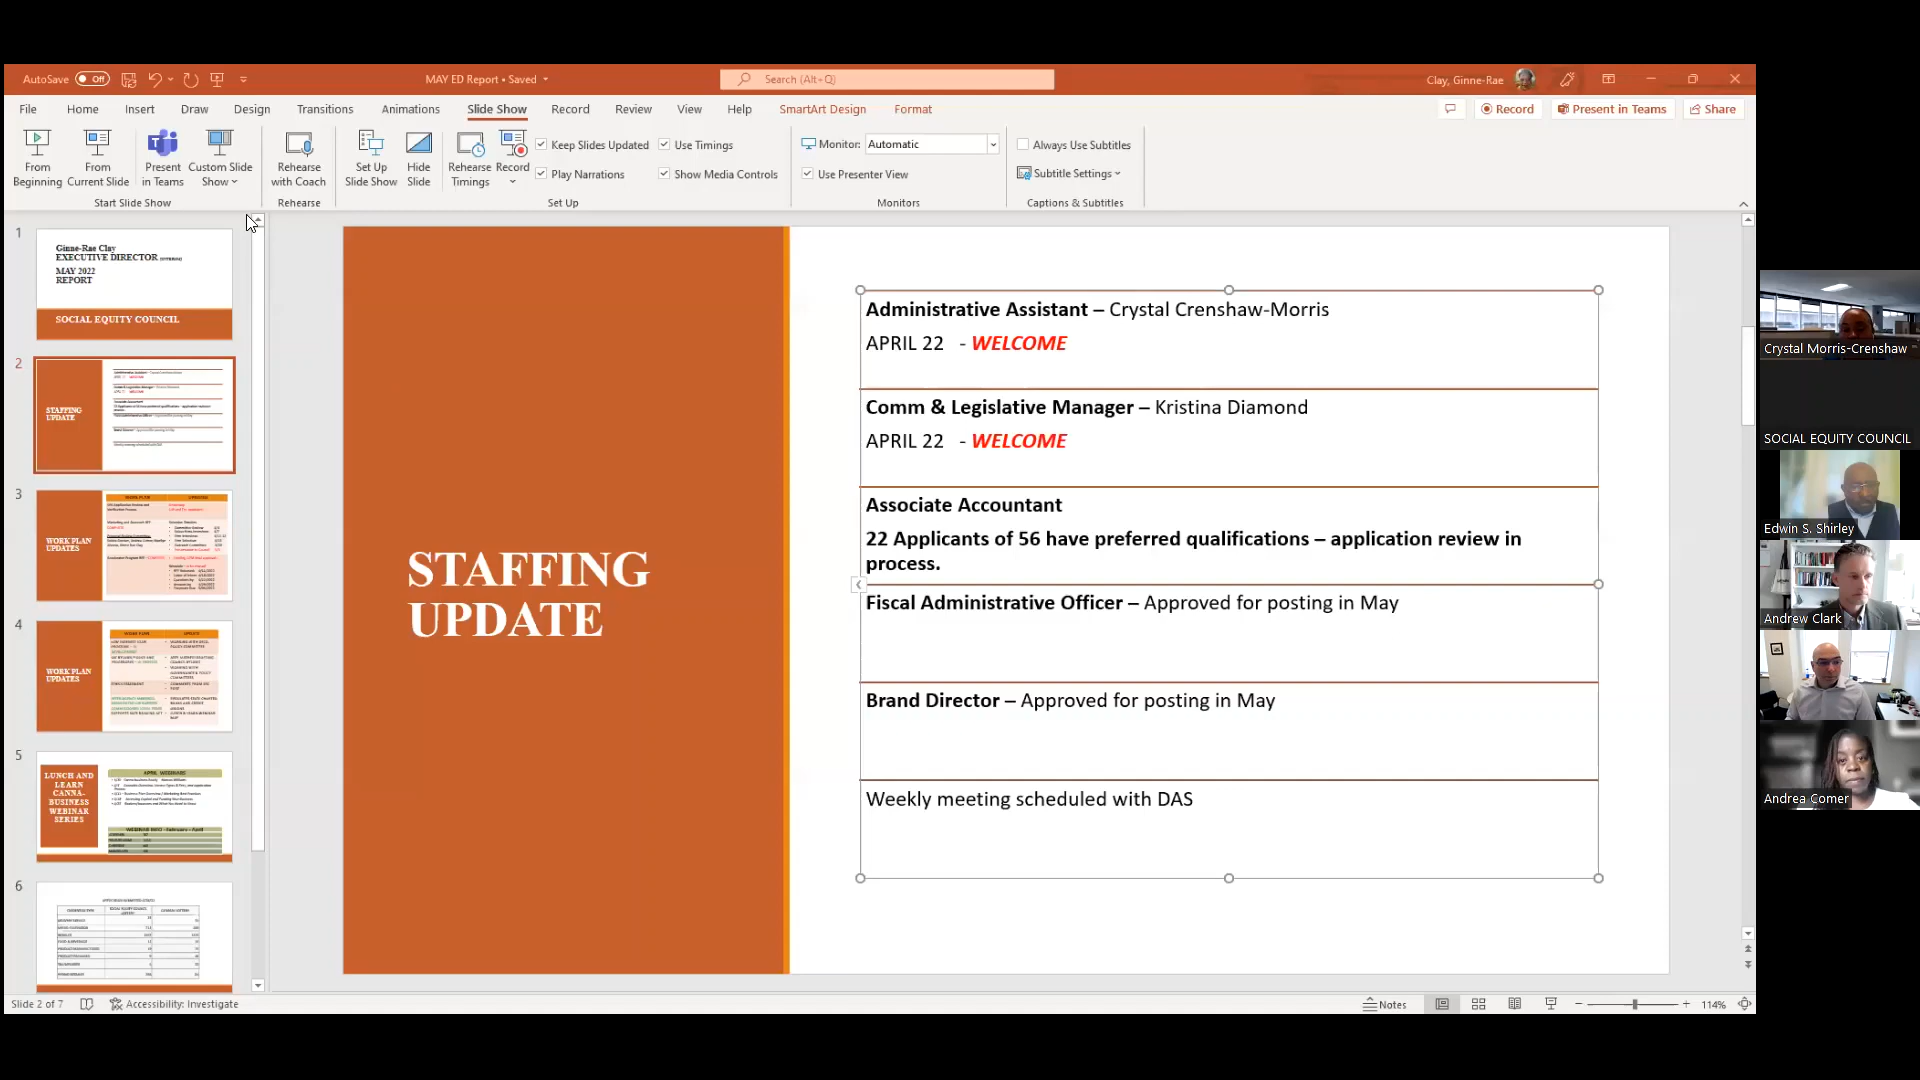 AutoSave Off
MAY ED Report • Saved
Search (Alt+Q)
Clay, Ginne-Rae
File Home Insert Draw Design Transitions Animations Slide Show Record Review View Help SmartArt Design Format
Record Present in Teams Share
From Beginning
From Current Slide
Present in Teams
Custom Slide Show
Start Slide Show
Rehearse with Coach
Rehearse
Set Up Slide Show
Hide Slide
Rehearse Timings
Record
Keep Slides Updated
Play Narrations
Use Timings
Show Media Controls
Set Up
Monitor: Automatic
Use Presenter View
Monitors
Always Use Subtitles
Subtitle Settings
Captions & Subtitles
1
Ginne-Rae Clay
EXECUTIVE DIRECTOR
MAY 2022
REPORT
SOCIAL EQUITY COUNCIL
2
STAFFING
UPDATE
3
WORK PLAN
UPDATES
4
WORK PLAN
UPDATES
5
LUNCH AND
LEARN
CANNA-
BUSINESS
WEBINAR
SERIES
APRIL WEBINARS
6
STAFFING
UPDATE
Administrative Assistant – Crystal Crenshaw-Morris
APRIL 22 - WELCOME
Comm & Legislative Manager – Kristina Diamond
APRIL 22 - WELCOME
Associate Accountant
22 Applicants of 56 have preferred qualifications – application review in
process.
Fiscal Administrative Officer – Approved for posting in May
Brand Director – Approved for posting in May
Weekly meeting scheduled with DAS
Crystal Morris-Crenshaw
SOCIAL EQUITY COUNCIL
Edwin S. Shirley
Andrew Clark
Andrea Comer
Slide 2 of 7
Accessibility: Investigate
Notes
114%